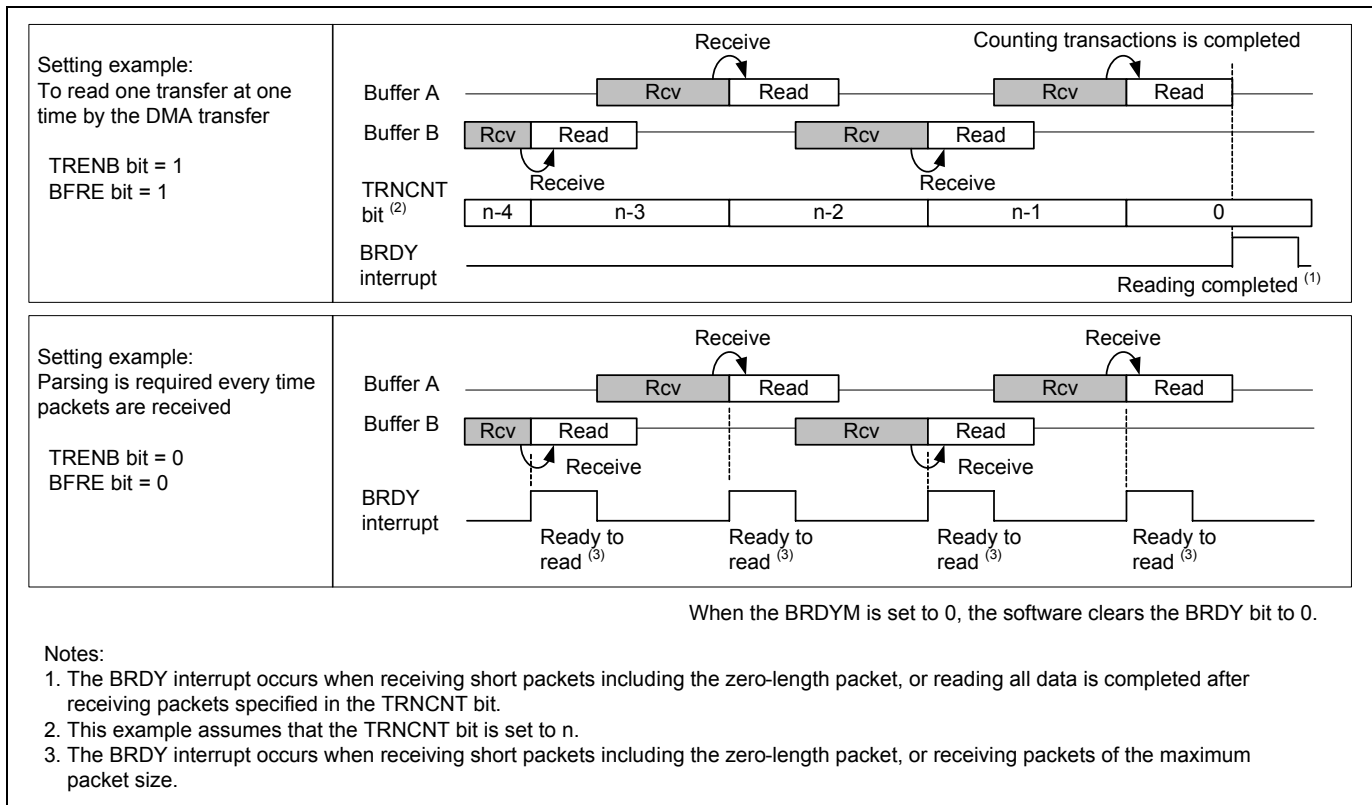 Setting example:
To read one transfer at one
time by the DMA transfer
TRENB bit = 1
BFRE bit = 1
Receive
Counting transactions is completed
Buffer A
Rcv
Read
Rcv
Read
Buffer B
Rcv
Read
Rcv
Read
Receive
Receive
TRNCNT
bit (2)
n-4
n-3
n-2
n-1
0
BRDY
interrupt
Reading completed (1)
Setting example:
Parsing is required every time
packets are received
TRENB bit = 0
BFRE bit = 0
Receive
Receive
Buffer A
Rcv
Read
Rcv
Read
Buffer B
Rcv
Read
Rcv
Read
Receive
Receive
BRDY
interrupt
Ready to
read (3)
Ready to
read (3)
Ready to
read (3)
Ready to
read (3)
When the BRDYM is set to 0, the software clears the BRDY bit to 0.
Notes:
1. The BRDY interrupt occurs when receiving short packets including the zero-length packet, or reading all data is completed after
receiving packets specified in the TRNCNT bit.
2. This example assumes that the TRNCNT bit is set to n.
3. The BRDY interrupt occurs when receiving short packets including the zero-length packet, or receiving packets of the maximum
packet size.